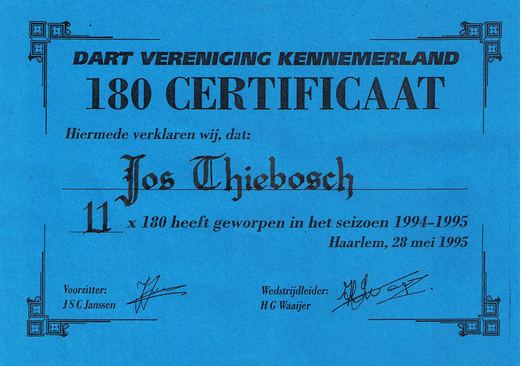 DART VERENIGING KENNEMERLAND
180 CERTIFICAAT
Hiermede verklaren wij, dat:
Jos Thiebosch
11 x 180 heeft geworpen in het seizoen 1994-1995
Haarlem, 28 mei 1995
Voorzitter:
J S C Janssen
Wedstrijdleider:
H G Waaijer